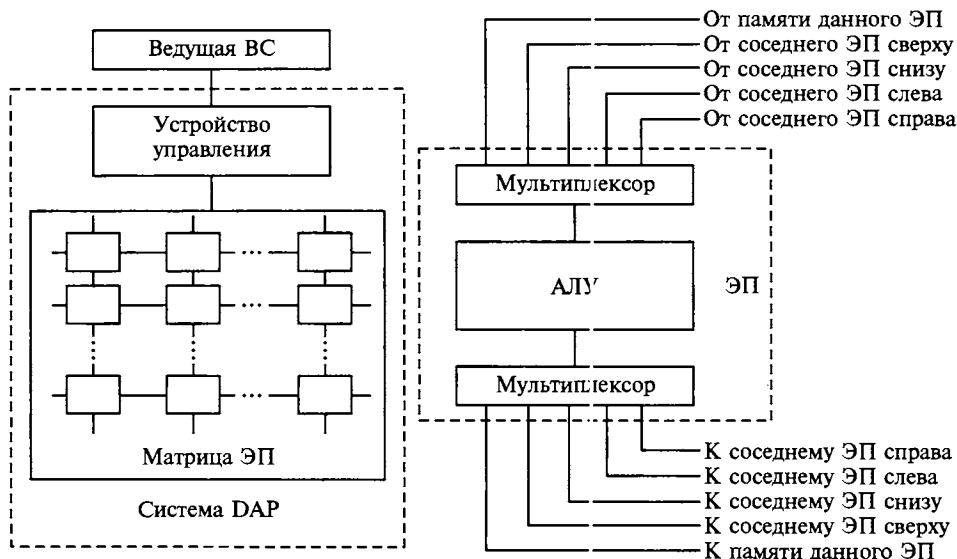 Ведущая ВС
Устройство
управления
Матрица ЭП
Система DAP
От памяти данного ЭП
От соседнего ЭП сверху
От соседнего ЭП снизу
От соседнего ЭП слева
От соседнего ЭП справа
Мультиплексор
АЛУ
ЭП
Мультиплексор
К соседнему ЭП справа
К соседнему ЭП слева
К соседнему ЭП снизу
К соседнему ЭП сверху
К памяти данного ЭП